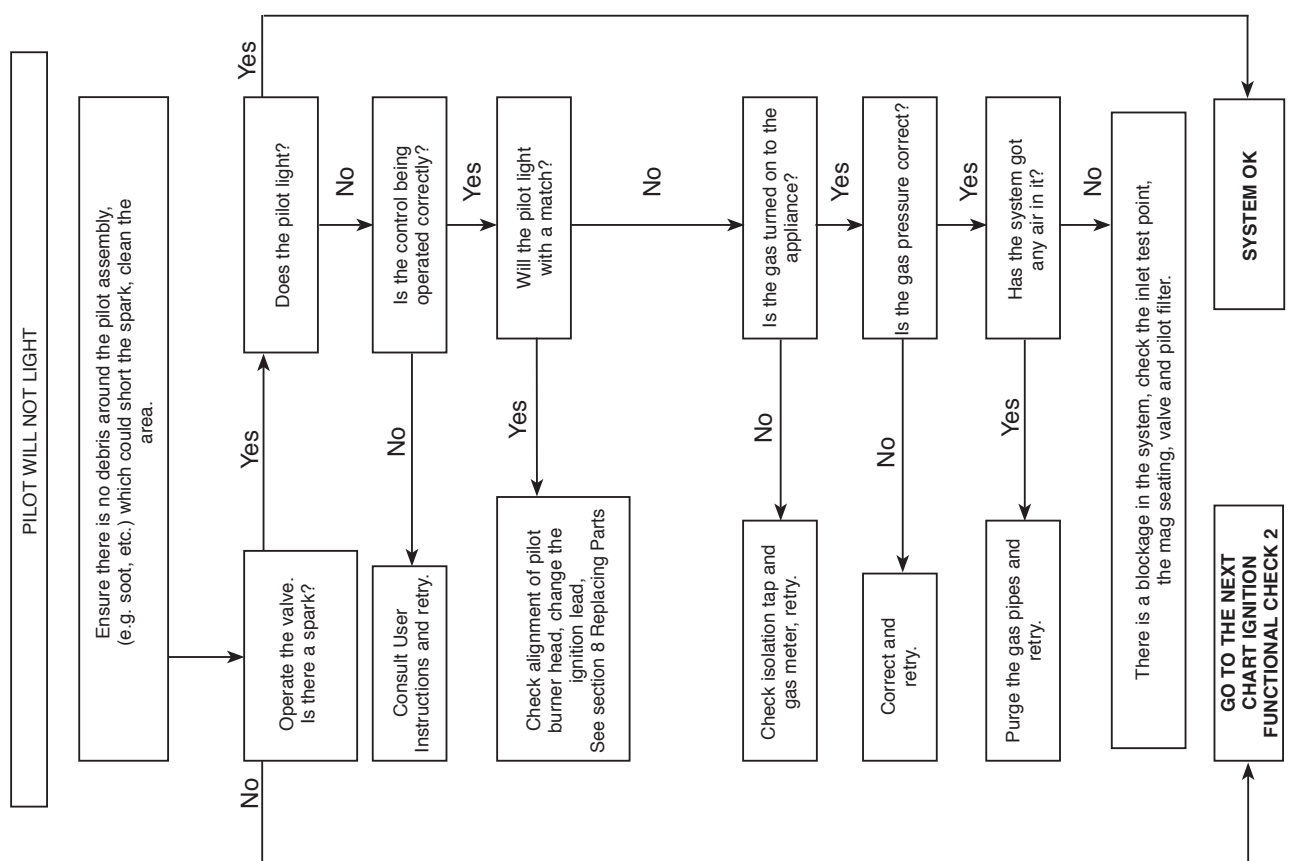 PILOT WILL NOT LIGHT
Ensure there is no debris around the pilot assembly,
(e.g. soot, etc.) which could short the spark, clean the
area.
Operate the valve.
Is there a spark?
No
Yes
Does the pilot light?
Yes
No
Is the control being
operated correctly?
No
Consult User
Instructions and retry.
Yes
Will the pilot light
with a match?
Yes
Check alignment of pilot
burner head, change the
ignition lead,
See section 8 Replacing Parts
No
Is the gas turned on to the
appliance?
No
Check isolation tap and
gas meter, retry.
Yes
Is the gas pressure correct?
No
Correct and
retry.
Yes
Has the system got
any air in it?
Yes
Purge the gas pipes and
retry.
No
There is a blockage in the system, check the inlet test point,
the mag seating, valve and pilot filter.
GO TO THE NEXT
CHART IGNITION
FUNCTIONAL CHECK 2
SYSTEM OK